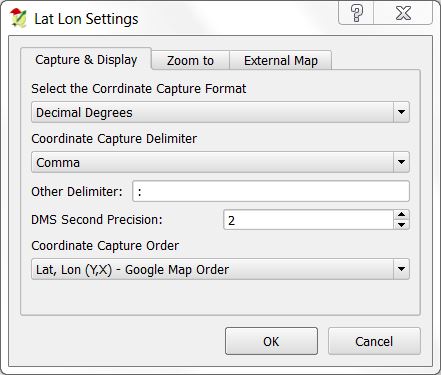 Lat Lon Settings
Capture & Display Zoom to External Map
Select the Corrdinate Capture Format
Decimal Degrees
Coordinate Capture Delimiter
Comma
Other Delimiter: :
DMS Second Precision: 2
Coordinate Capture Order
Lat, Lon (Y,X) - Google Map Order
OK Cancel